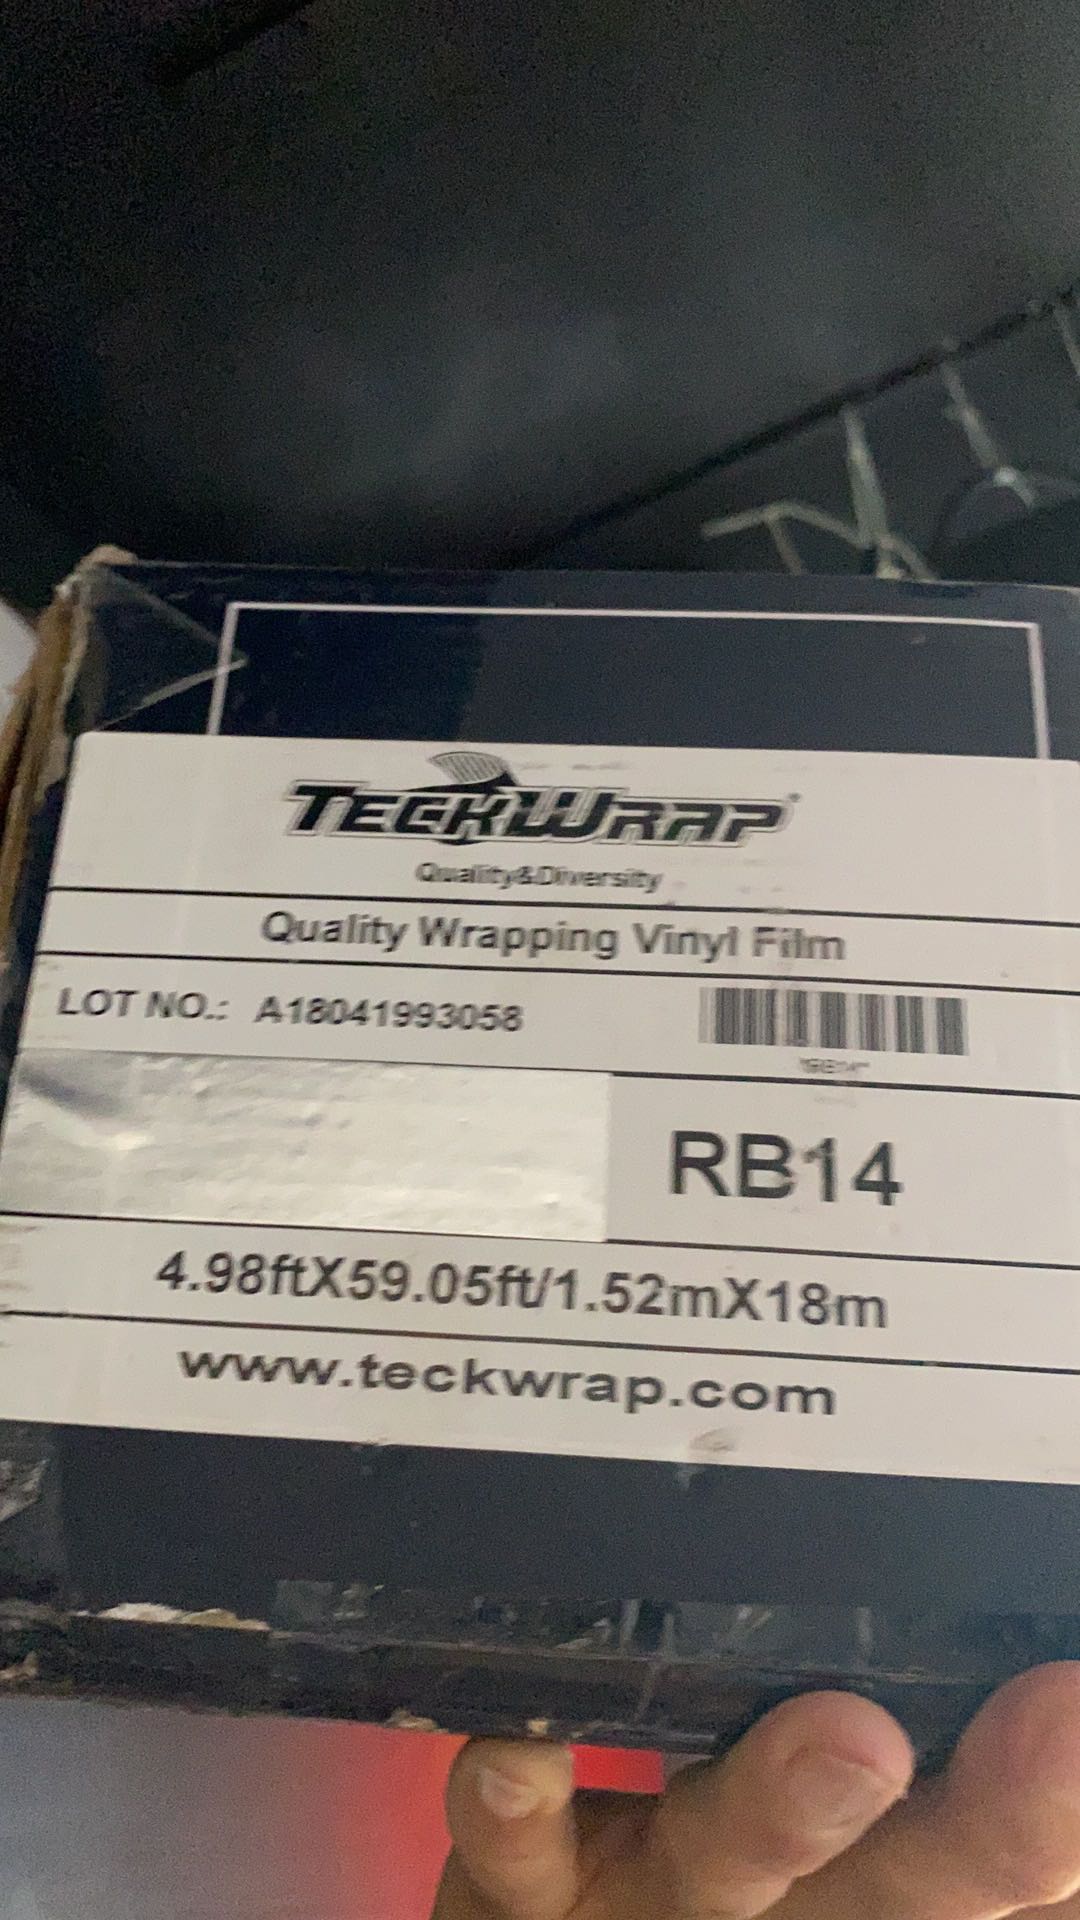 TECKWRAP®
Quality&Diversity
Quality Wrapping Vinyl Film
LOT NO.: A18041993058
*RB14*
RB14
4.98ftX59.05ft/1.52mX18m
www.teckwrap.com